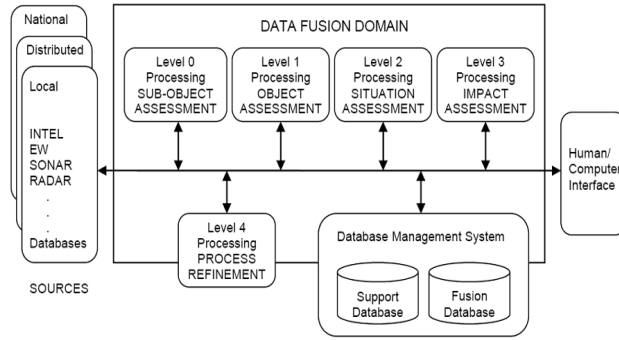 National
Distributed
Local
INTEL
EW
SONAR
RADAR
.
.
.
Databases
SOURCES
DATA FUSION DOMAIN
Level 0
Processing
SUB-OBJECT
ASSESSMENT
Level 1
Processing
OBJECT
ASSESSMENT
Level 2
Processing
SITUATION
ASSESSMENT
Level 3
Processing
IMPACT
ASSESSMENT
Human/
Computer
Interface
Level 4
Processing
PROCESS
REFINEMENT
Database Management System
Support
Database
Fusion
Database